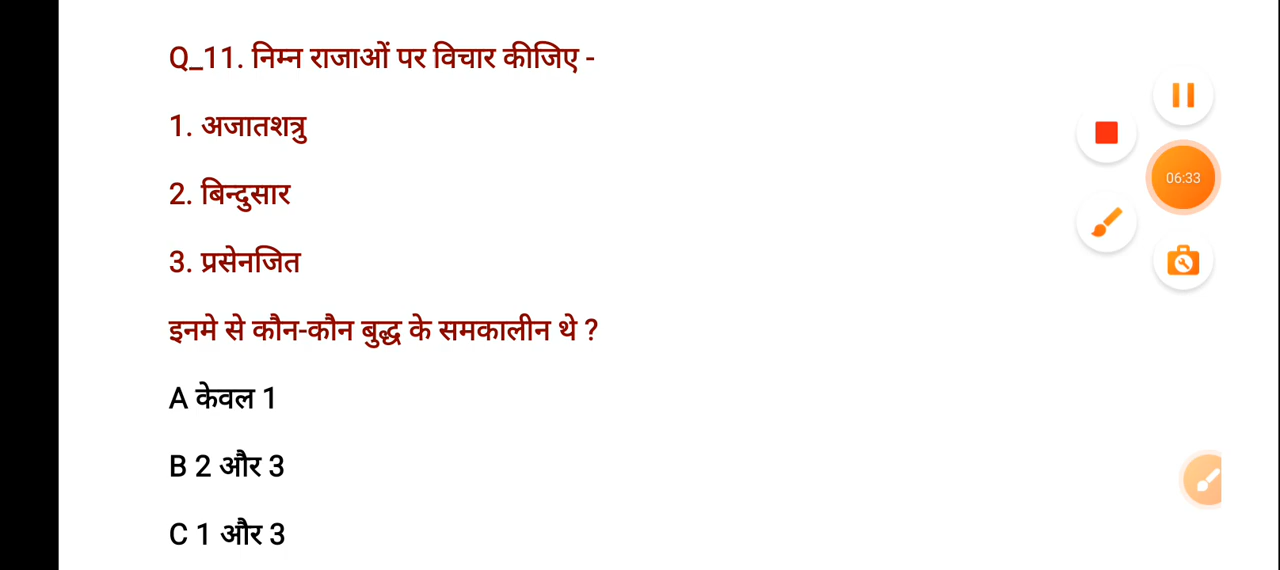 Q_11. निम्न राजाओं पर विचार कीजिए -
1. अजातशत्रु
06:33
2. बिन्दुसार
3. प्रसेनजित
इनमे से कौन-कौन बुद्ध के समकालीन थे ?
A केवल 1
B 2 और 3
C 1 और 3